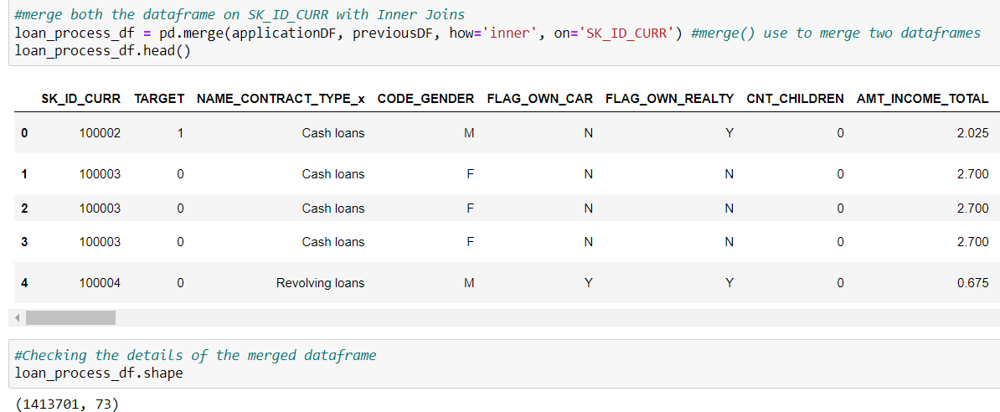 #merge both the dataframe on SK_ID_CURR with Inner Joins
loan_process_df = pd.merge(applicationDF, previousDF, how='inner', on='SK_ID_CURR') #merge() use to merge two dataframes
loan_process_df.head()
SK_ID_CURR TARGET NAME_CONTRACT_TYPE_x CODE_GENDER FLAG_OWN_CAR FLAG_OWN_REALTY CNT_CHILDREN AMT_INCOME_TOTAL
0 100002 1 Cash loans M N Y 0 2.025
1 100003 0 Cash loans F N N 0 2.700
2 100003 0 Cash loans F N N 0 2.700
3 100003 0 Cash loans F N N 0 2.700
4 100004 0 Revolving loans M Y Y 0 0.675
#Checking the details of the merged dataframe
loan_process_df.shape
(1413701, 73)